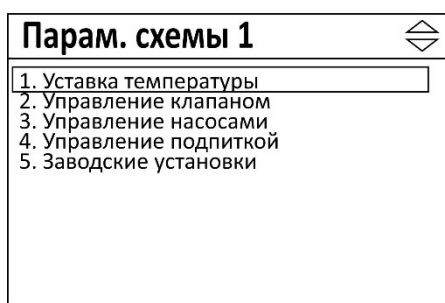 Парам. схемы 1
1. Уставка температуры
2. Управление клапаном
3. Управление насосами
4. Управление подпиткой
5. Заводские установки